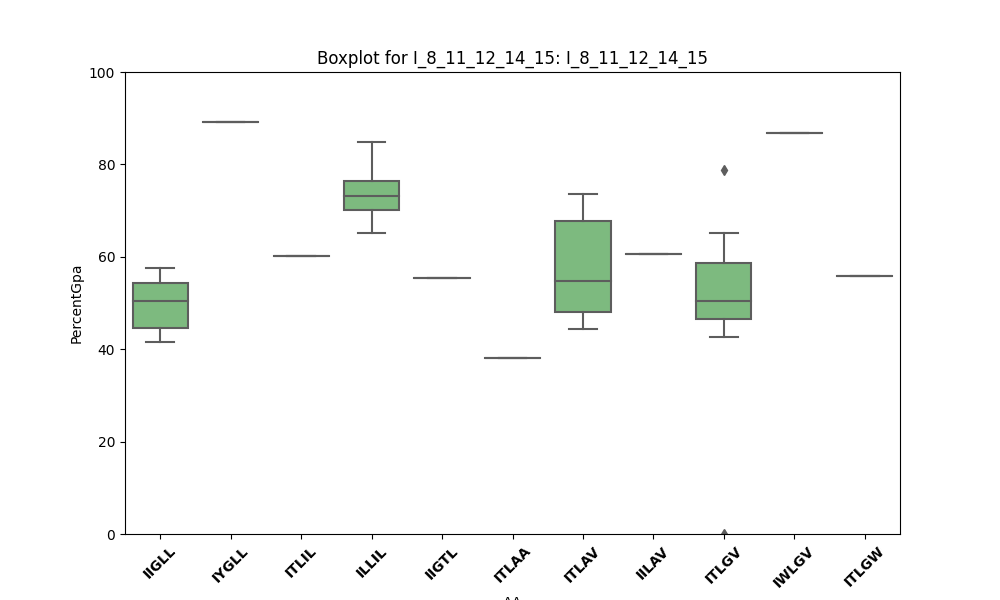 Boxplot for I_8_11_12_14_15: I_8_11_12_14_15
100
80
60
40
20
0
PercentGpa
IIGLL
IYGLL
ITLIL
ILLIL
IIGTL
ITLAA
ITLAV
IILAV
ITLGV
IWLGV
ITLGW
AA